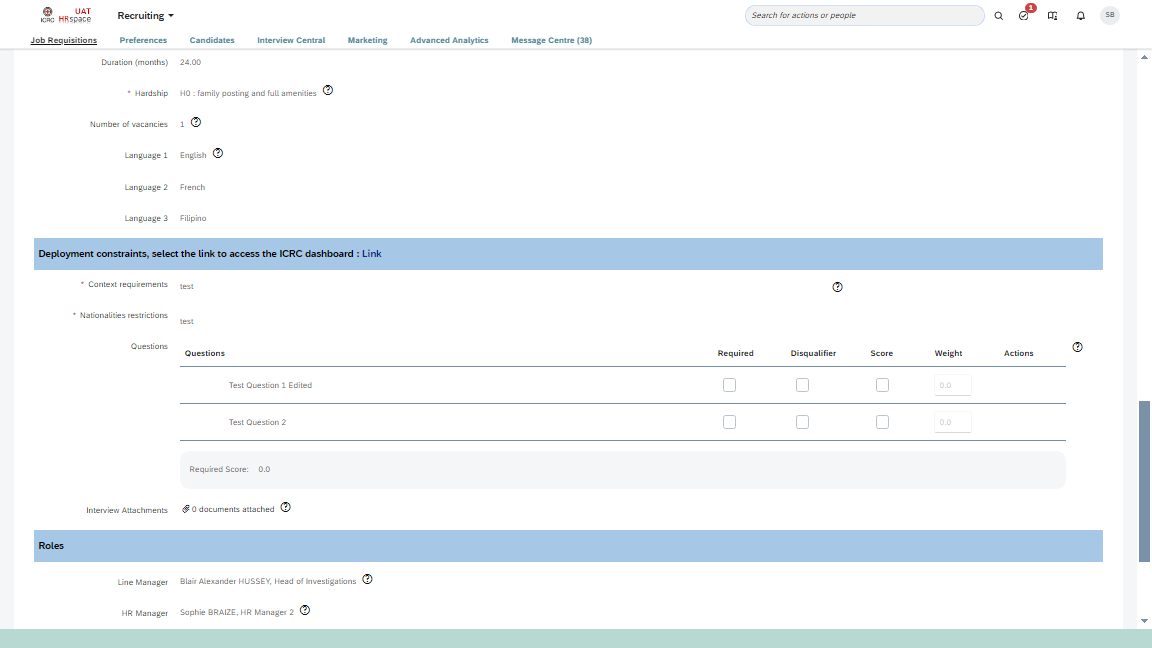 UAT
ICRC HRspace
Recruiting
Search for actions or people
1
SB
Job Requisitions
Preferences
Candidates
Interview Central
Marketing
Advanced Analytics
Message Centre (38)
Duration (months) 24.00
* Hardship H0 : family posting and full amenities
Number of vacancies 1
Language 1 English
Language 2 French
Language 3 Filipino
Deployment constraints, select the link to access the ICRC dashboard : Link
* Context requirements test
* Nationalities restrictions test
Questions
Questions Required Disqualifier Score Weight Actions
Test Question 1 Edited 0.0
Test Question 2 0.0
Required Score: 0.0
Interview Attachments 0 documents attached
Roles
Line Manager Blair Alexander HUSSEY, Head of Investigations
HR Manager Sophie BRAIZE, HR Manager 2